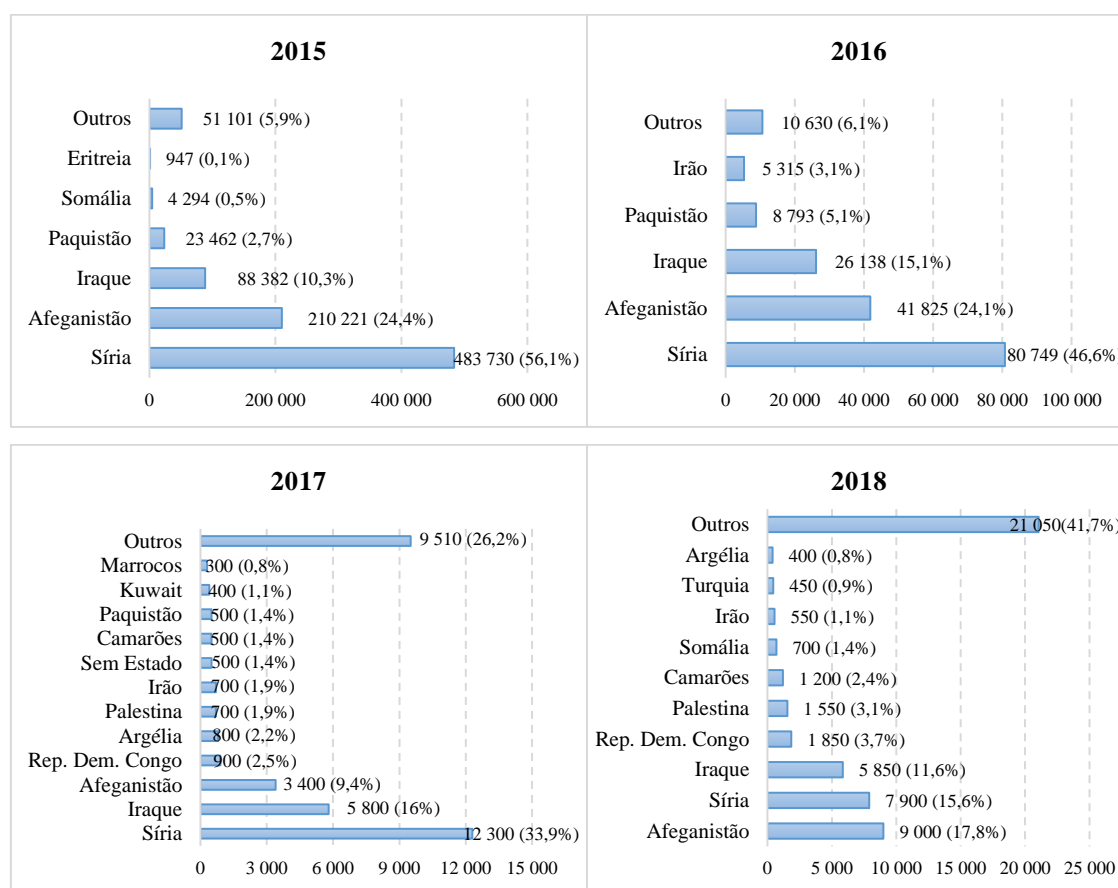 2015
Outros 51 101 (5,9%)
Eritreia 947 (0,1%)
Somália 4 294 (0,5%)
Paquistão 23 462 (2,7%)
Iraque 88 382 (10,3%)
Afeganistão 210 221 (24,4%)
Síria 483 730 (56,1%)
0 200 000 400 000 600 000
2016
Outros 10 630 (6,1%)
Irão 5 315 (3,1%)
Paquistão 8 793 (5,1%)
Iraque 26 138 (15,1%)
Afeganistão 41 825 (24,1%)
Síria 80 749 (46,6%)
0 20 000 40 000 60 000 80 000 100 000
2017
Outros 9 510 (26,2%)
Marrocos 300 (0,8%)
Kuwait 400 (1,1%)
Paquistão 500 (1,4%)
Camarões 500 (1,4%)
Sem Estado 500 (1,4%)
Irão 700 (1,9%)
Palestina 700 (1,9%)
Argélia 800 (2,2%)
Rep. Dem. Congo 900 (2,5%)
Afeganistão 3 400 (9,4%)
Iraque 5 800 (16%)
Síria 12 300 (33,9%)
0 3 000 6 000 9 000 12 000 15 000
2018
Outros 21 050(41,7%)
Argélia 400 (0,8%)
Turquia 450 (0,9%)
Irão 550 (1,1%)
Somália 700 (1,4%)
Camarões 1 200 (2,4%)
Palestina 1 550 (3,1%)
Rep. Dem. Congo 1 850 (3,7%)
Iraque 5 850 (11,6%)
Síria 7 900 (15,6%)
Afeganistão 9 000 (17,8%)
0 5 000 10 000 15 000 20 000 25 000